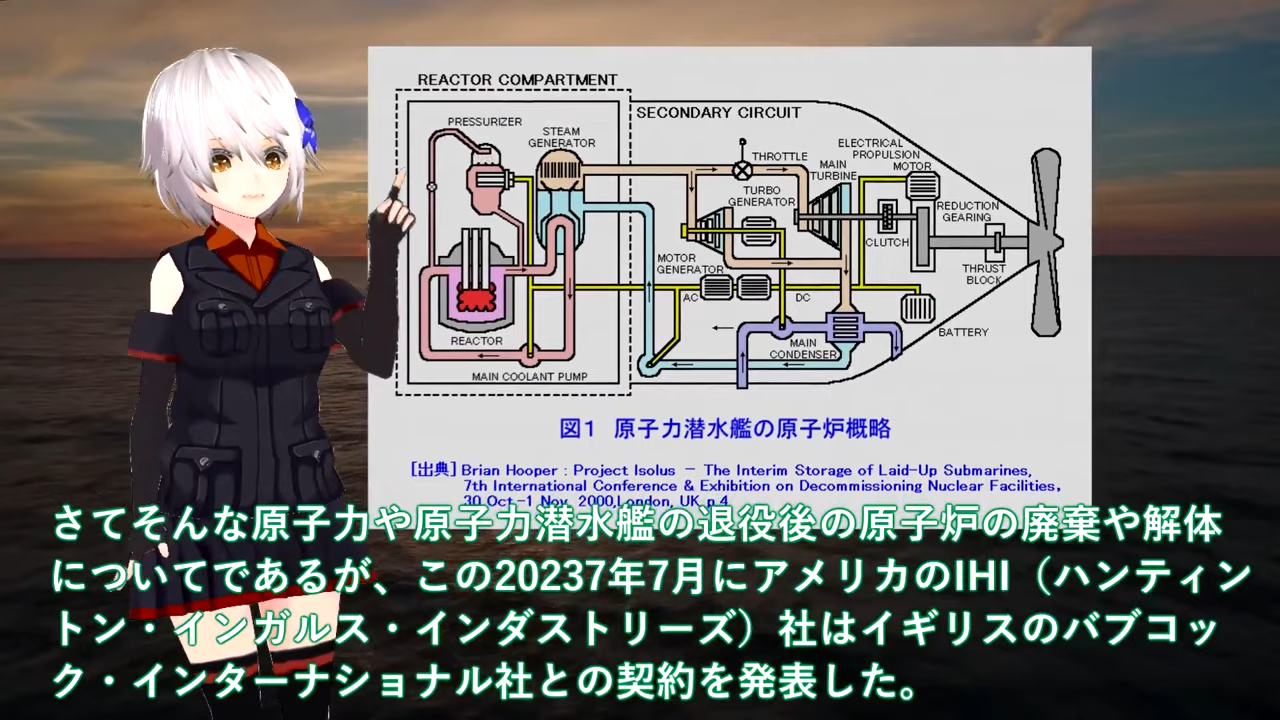 REACTOR COMPARTMENT
SECONDARY CIRCUIT
PRESSURIZER
STEAM
GENERATOR
THROTTLE
ELECTRICAL
PROPULSION
MOTOR
MAIN
TURBINE
TURBO
GENERATOR
REDUCTION
GEARING
CLUTCH
MOTOR
GENERATOR
THRUST
BLOCK
AC
DC
REACTOR
BATTERY
MAIN
CONDENSER
MAIN COOLANT PUMP
図1 原子力潜水艦の原子炉概略
[出典] Brian Hooper : Project Isolus － The Interim Storage of Laid-Up Submarines,
7th International Conference & Exhibition on Decommissioning Nuclear Facilities,
30 Oct.-1 Nov. 2000,London, UK,p.4
さてそんな原子力や原子力潜水艦の退役後の原子炉の廃棄や解体
についてであるが、この20237年7月にアメリカのIHI（ハンティン
トン・インガルス・インダストリーズ）社はイギリスのバブコッ
ク・インターナショナル社との契約を発表した。